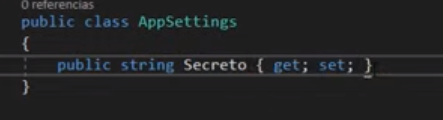 0 referencias
public class AppSettings
{
public string Secreto { get; set; }
}